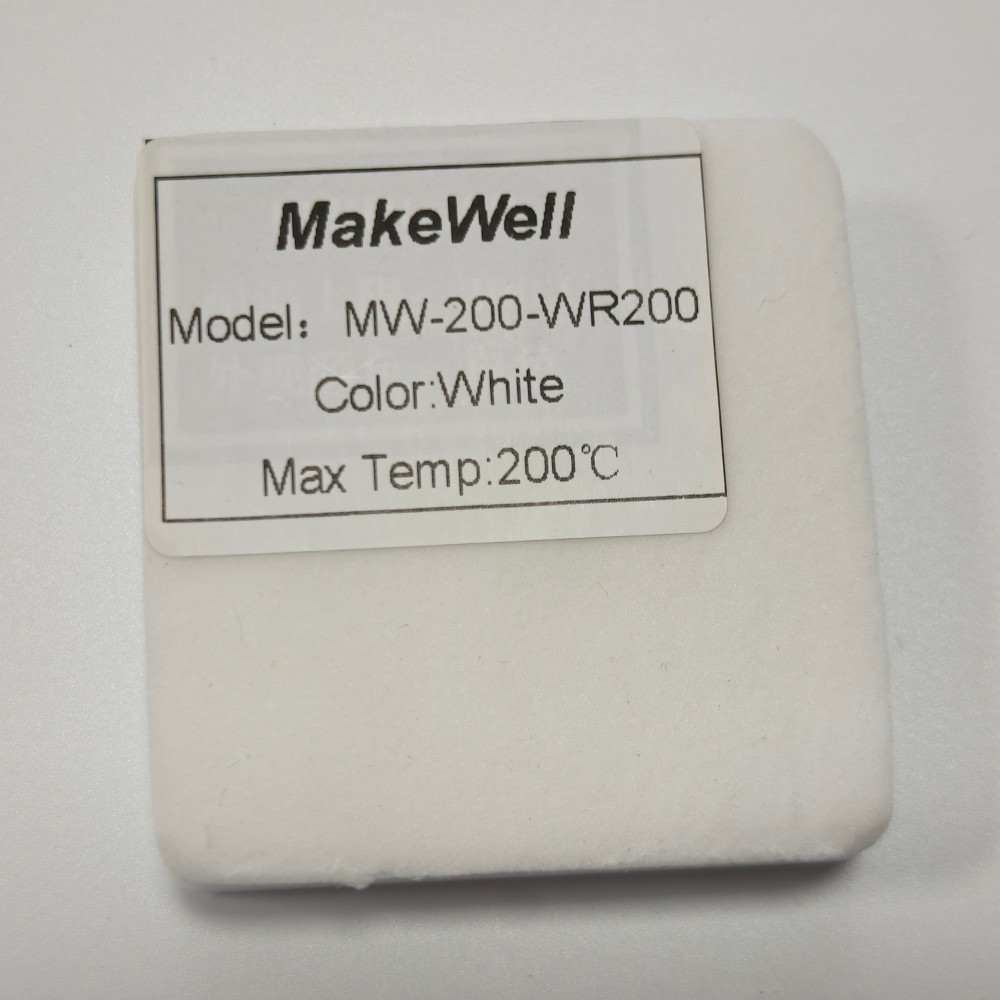 MakeWell
Model：MW-200-WR200
Color:White
Max Temp:200℃